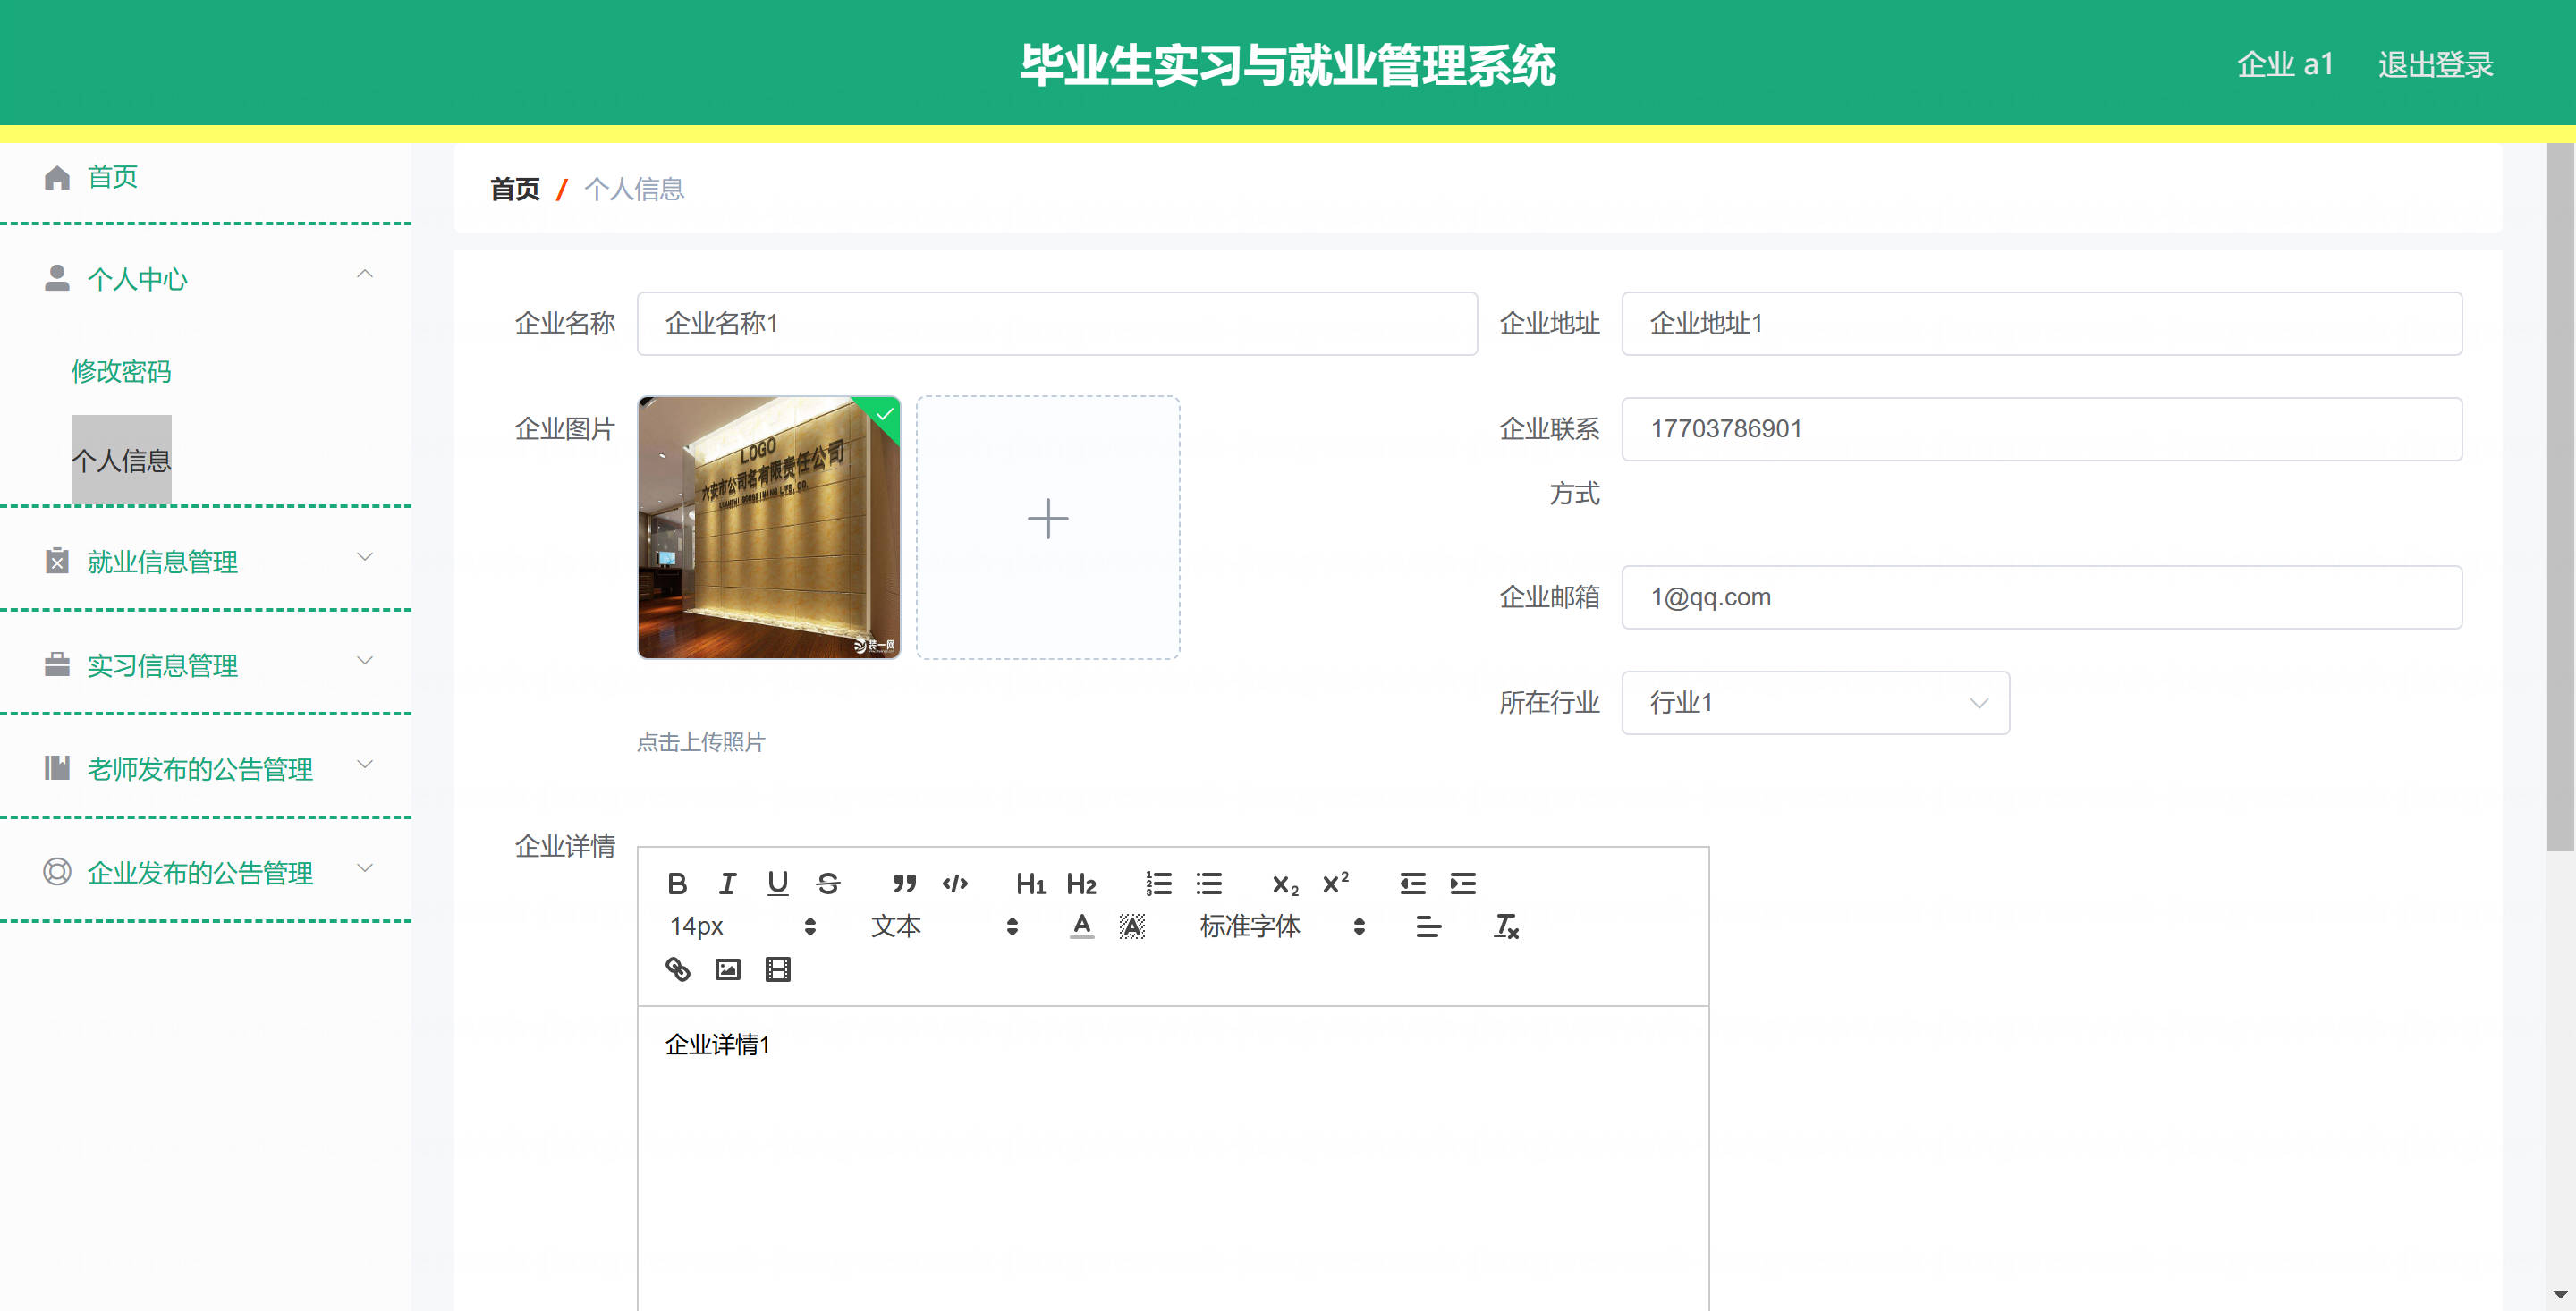 毕业生实习与就业管理系统
企业 a1
退出登录
首页
个人中心
修改密码
个人信息
就业信息管理
实习信息管理
老师发布的公告管理
企业发布的公告管理
首页 / 个人信息
企业名称
企业名称1
企业地址
企业地址1
企业图片
LOGO
六安市公司名有限责任公司
装一网
点击上传照片
企业联系
方式
17703786901
企业邮箱
1@qq.com
所在行业
行业1
企业详情
14px
文本
标准字体
企业详情1